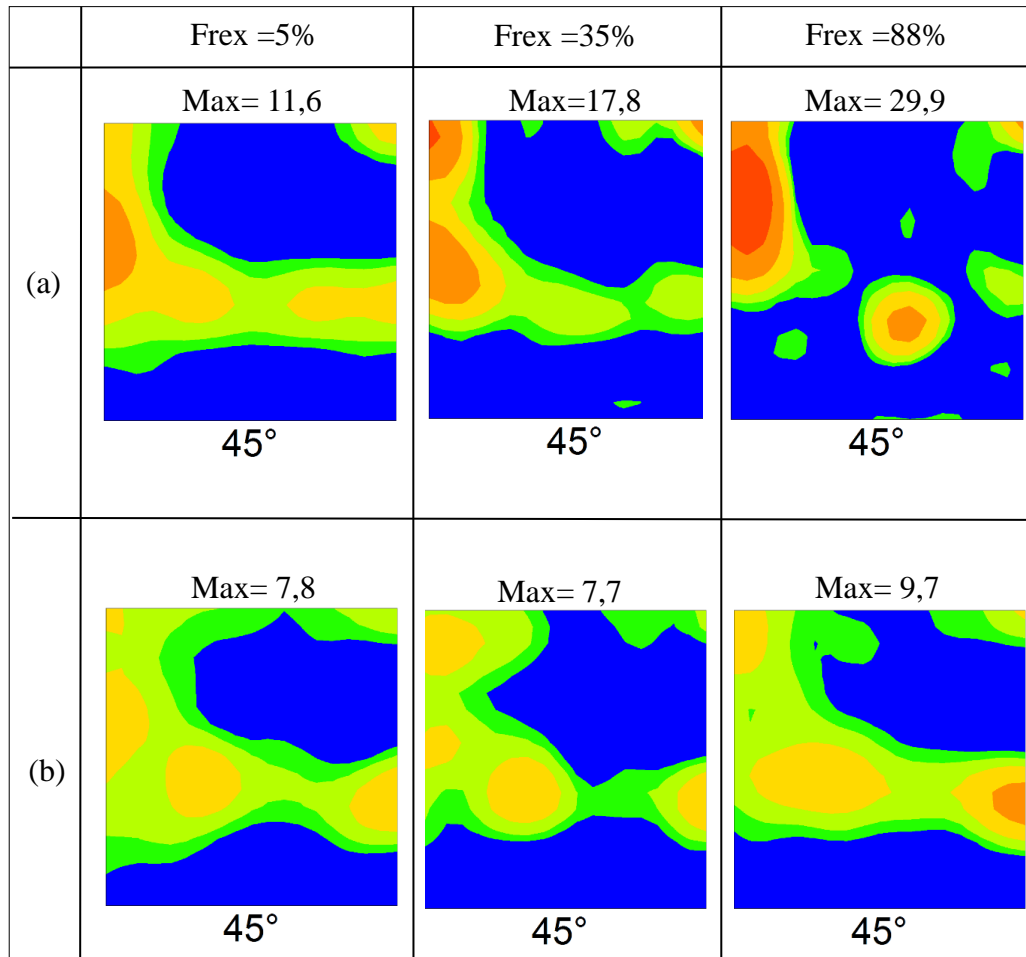 Frex =5% Frex =35% Frex =88%
Max= 11,6 Max=17,8 Max= 29,9
(a)
45° 45° 45°
Max= 7,8 Max= 7,7 Max= 9,7
(b)
45° 45° 45°